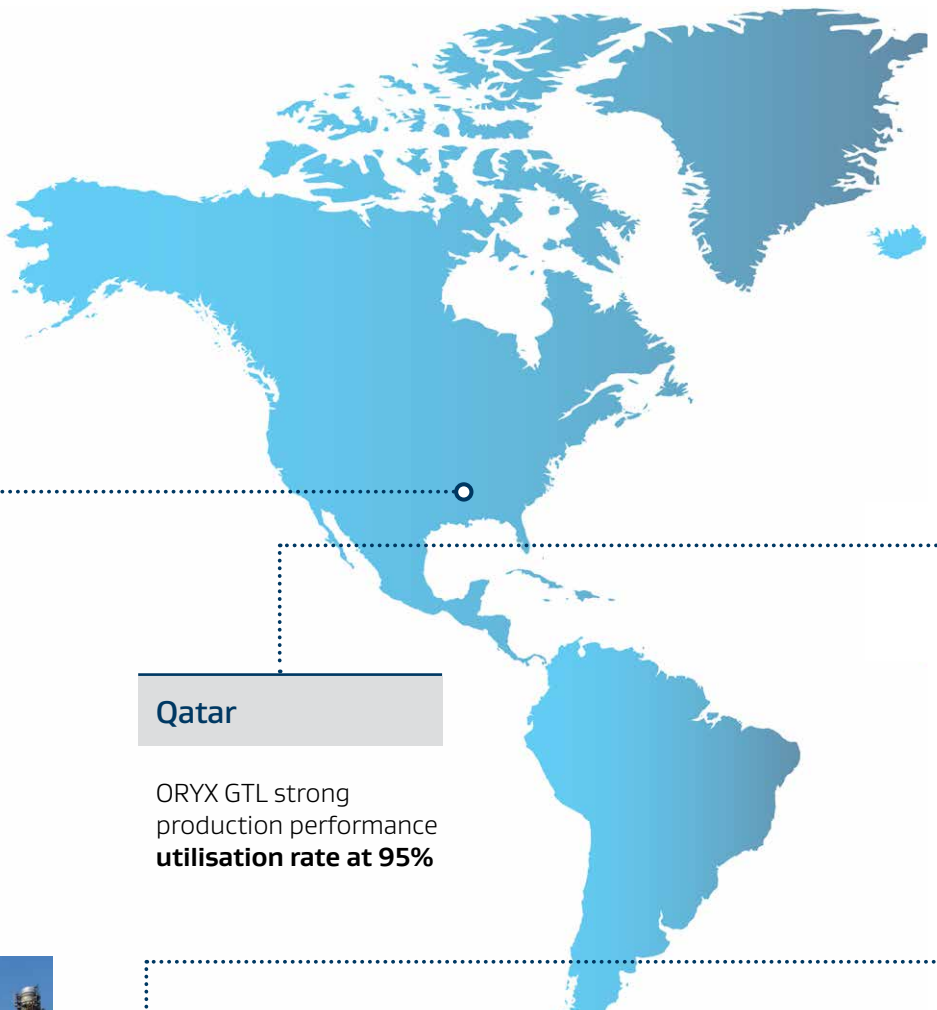 Qatar
ORYX GTL strong
production performance
utilisation rate at 95%